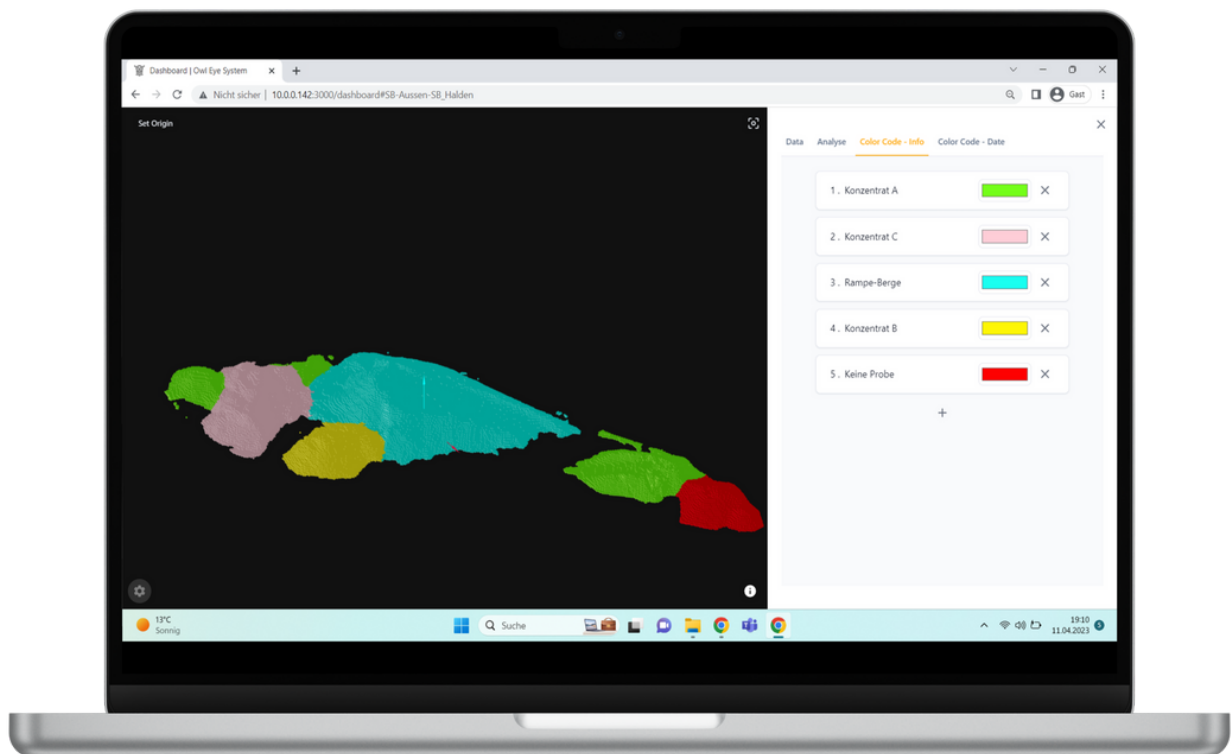 Dashboard | Owl Eye System
Nicht sicher | 10.0.0.142:3000/dashboard#SB-Aussen-SB_Halden
Gast
Set Origin
Data Analyse Color Code - Info Color Code - Date
1 . Konzentrat A
2 . Konzentrat C
3 . Rampe-Berge
4 . Konzentrat B
5 . Keine Probe
13°C
Sonnig
Suche
19:10
11.04.2023